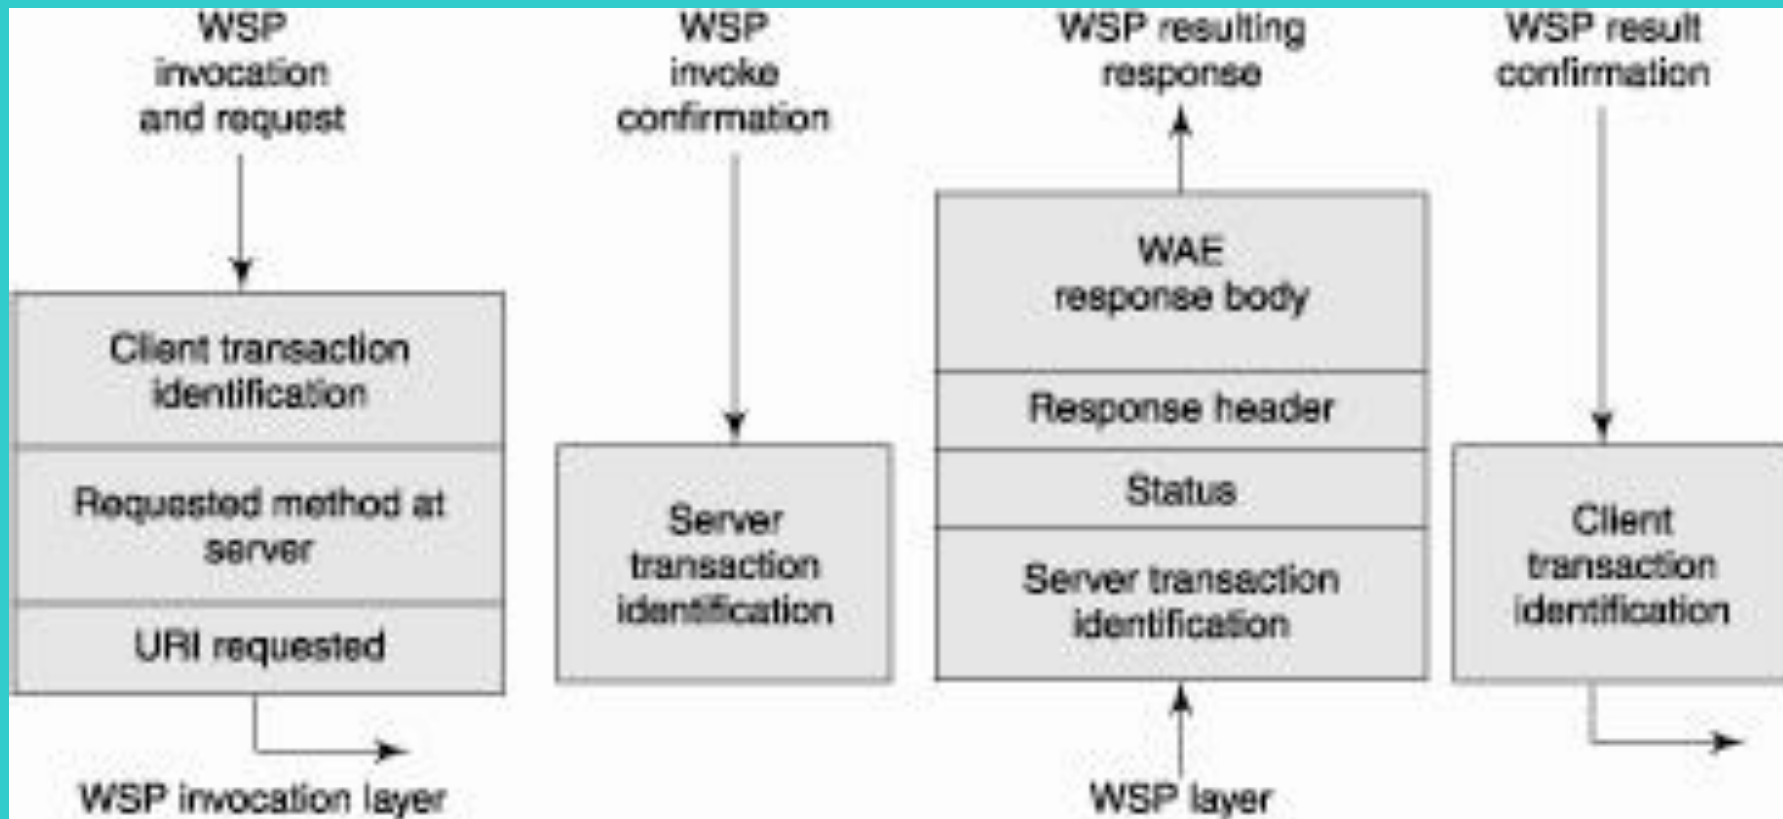 WSP
invocation
and request
Client transaction
identification
Requested method at
server
URI requested
WSP invocation layer
WSP
invoke
confirmation
Server
transaction
identification
WSP resulting
response
WAE
response body
Response header
Status
Server transaction
identification
WSP layer
WSP result
confirmation
Client
transaction
identification